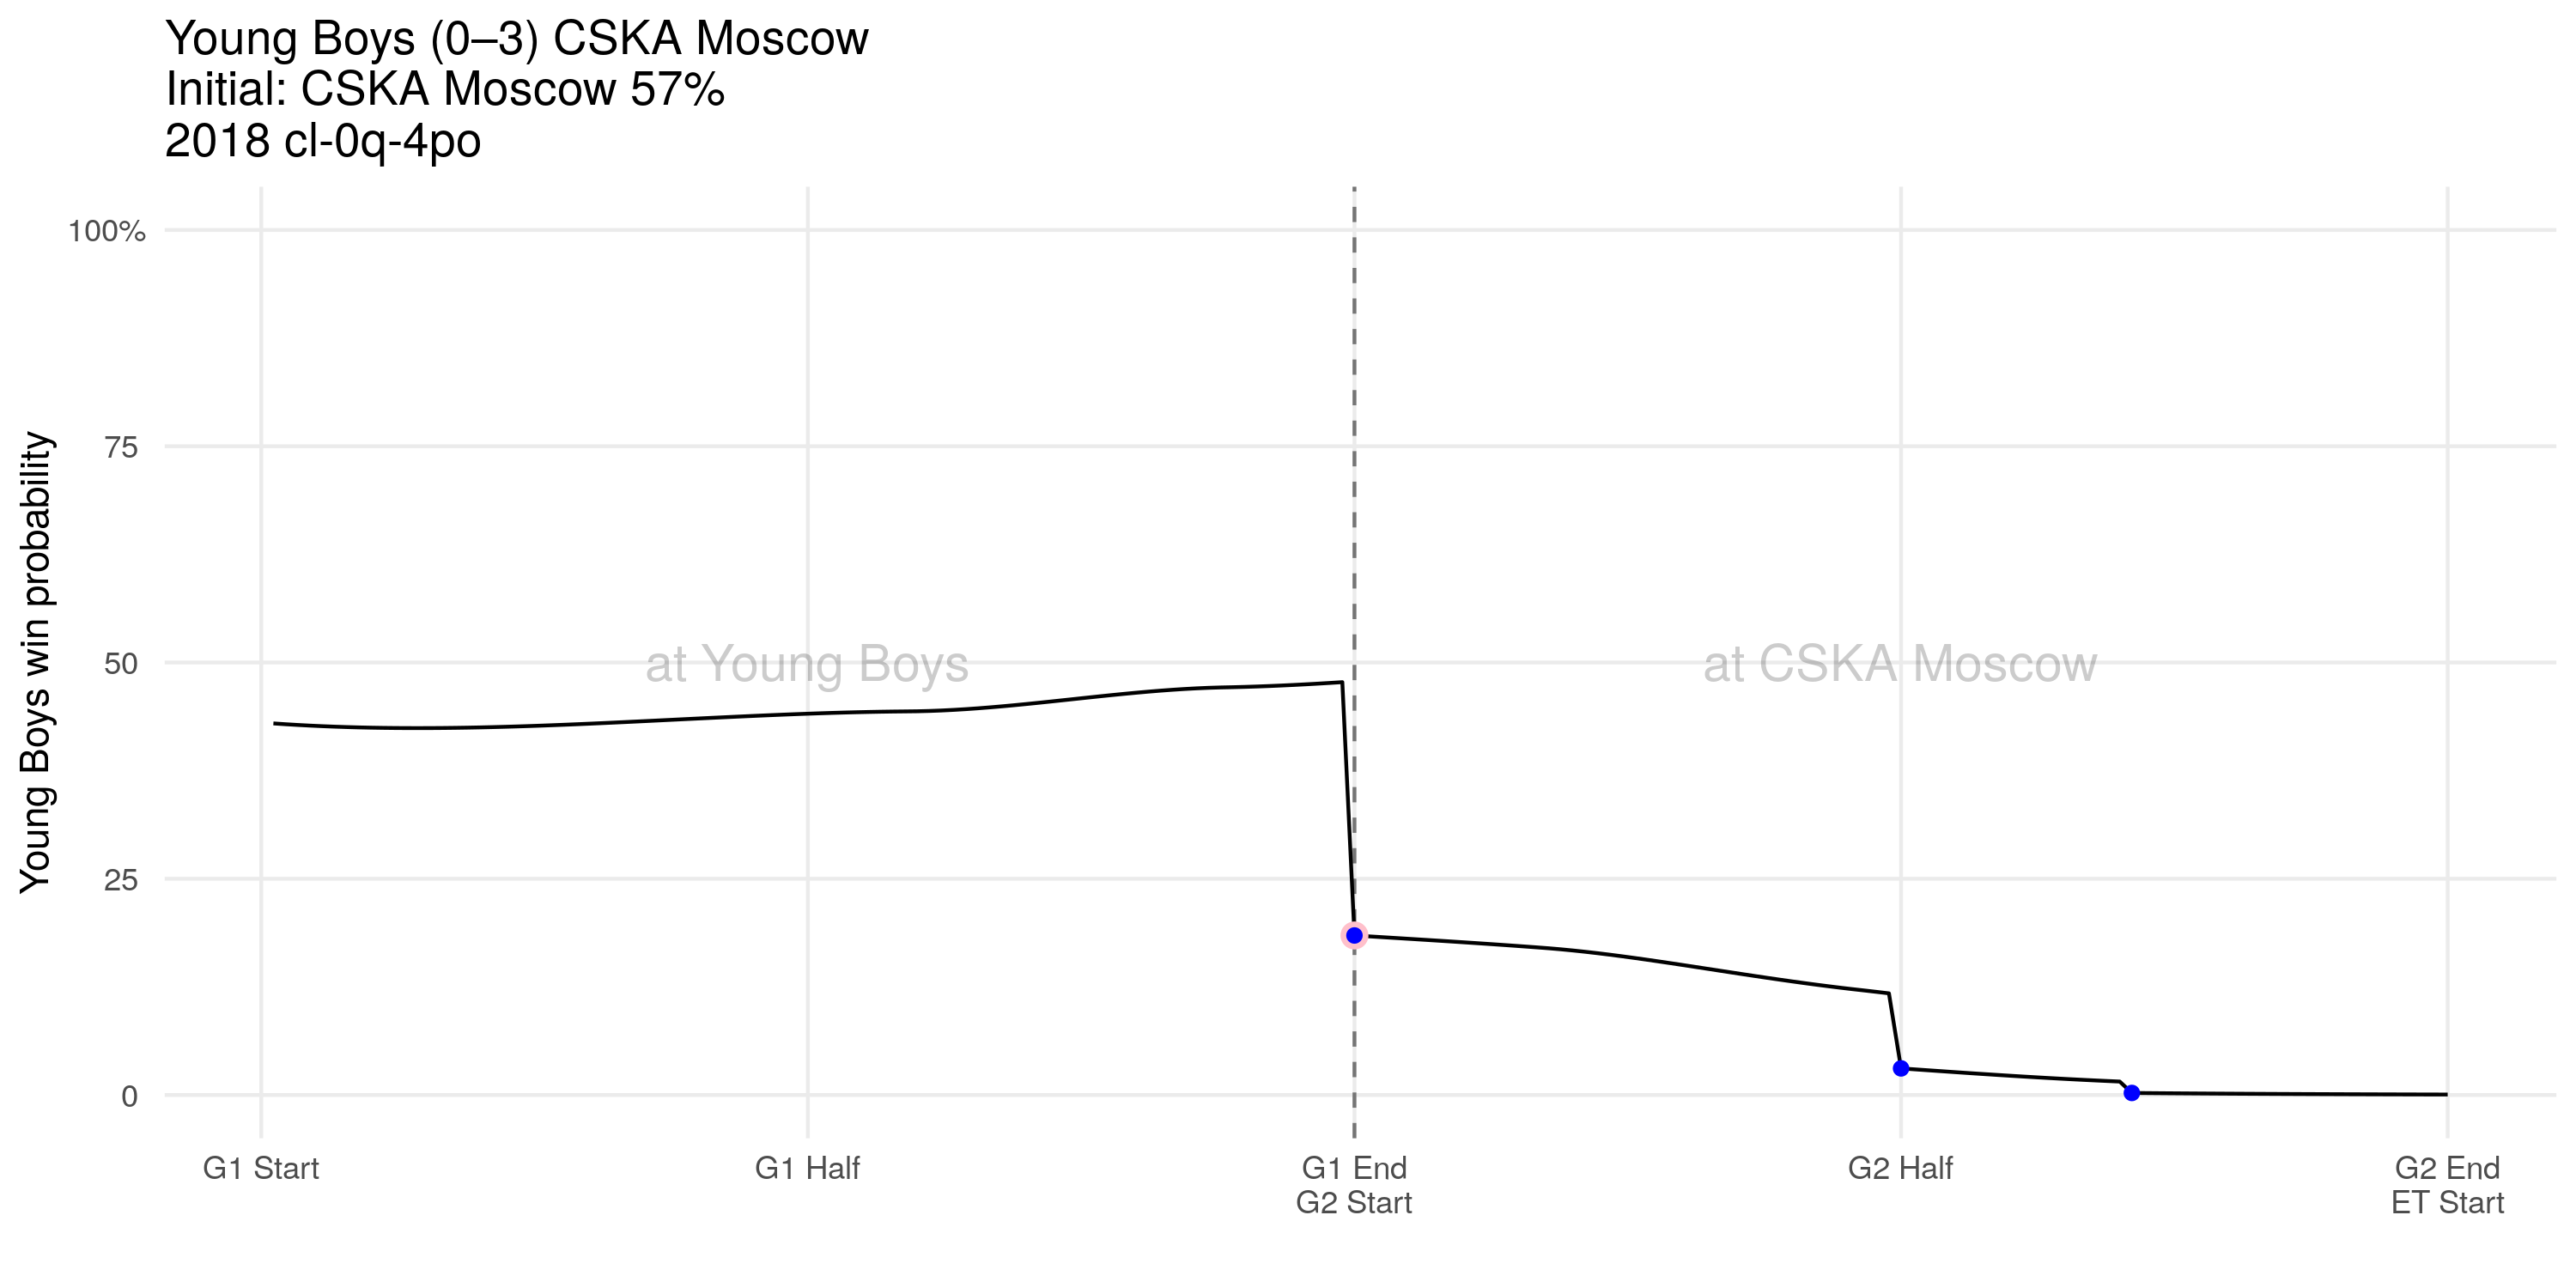 Young Boys (0–3) CSKA Moscow
Initial: CSKA Moscow 57%
2018 cl-0q-4po
Young Boys win probability
100%
75
50
25
0
at Young Boys
at CSKA Moscow
G1 Start
G1 Half
G1 End
G2 Start
G2 Half
G2 End
ET Start